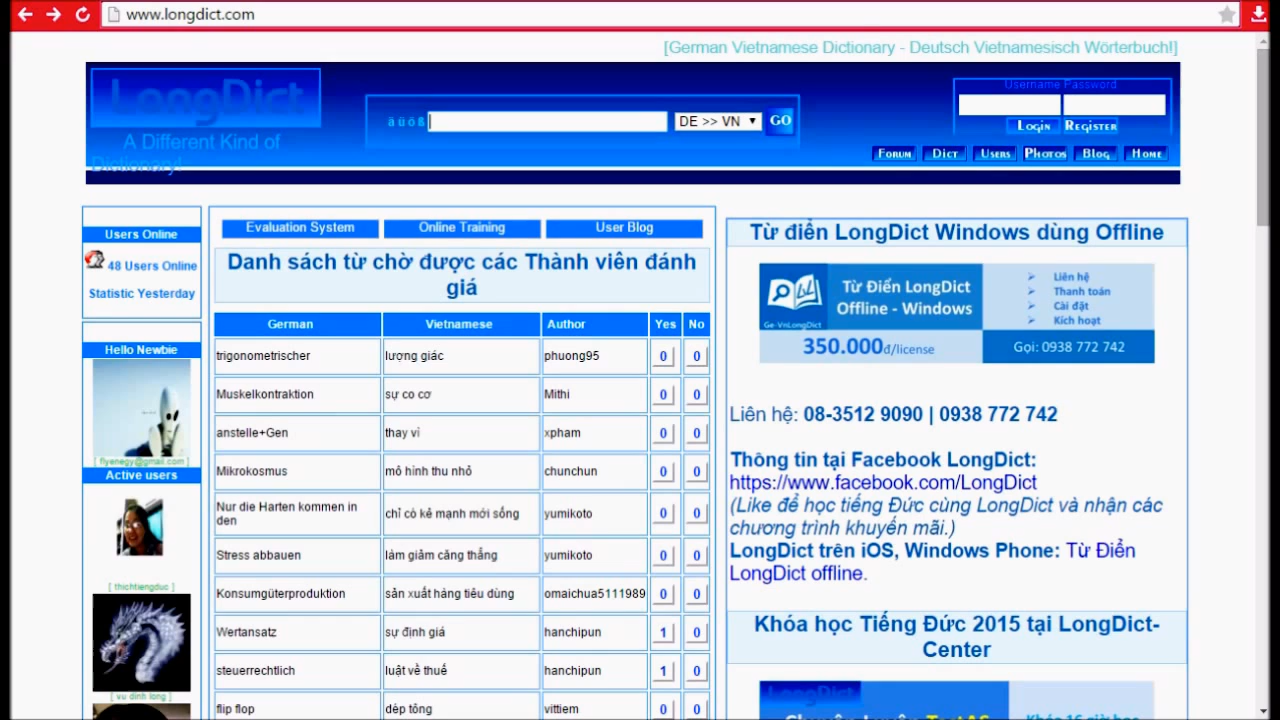 www.longdict.com
[German Vietnamese Dictionary - Deutsch Vietnamesisch Wörterbuch!]
LongDict
A Different Kind of
Dictionary!
ä ü ö ß
DE >> VN
GO
Username Password
Login Register
Forum Dict Users Photos Blog Home
Users Online
48 Users Online
Statistic Yesterday
Hello Newbie
[ flyenegy@gmail.com ]
Active users
[ thichtiengduc ]
[ vu dinh long ]
Evaluation System Online Training User Blog
Danh sách từ chờ được các Thành viên đánh
giá
German Vietnamese Author Yes No
trigonometrischer lượng giác phuong95 0 0
Muskelkontraktion sự co cơ Mithi 0 0
anstelle+Gen thay vì xpham 0 0
Mikrokosmus mô hình thu nhỏ chunchun 0 0
Nur die Harten kommen in
den chỉ có kẻ mạnh mới sống yumikoto 0 0
Stress abbauen làm giảm căng thẳng yumikoto 0 0
Konsumgüterproduktion sản xuất hàng tiêu dùng omaichua5111989 0 0
Wertansatz sự định giá hanchipun 1 0
steuerrechtlich luật về thuế hanchipun 1 0
flip flop dép tông vittiem 0 0
Từ điển LongDict Windows dùng Offline
Ge-VnLongDict
Từ Điển LongDict
Offline - Windows
Liên hệ
Thanh toán
Cài đặt
Kích hoạt
350.000đ/license
Gọi: 0938 772 742
Liên hệ: 08-3512 9090 | 0938 772 742
Thông tin tại Facebook LongDict:
https://www.facebook.com/LongDict
(Like để học tiếng Đức cùng LongDict và nhận các
chương trình khuyến mãi.)
LongDict trên iOS, Windows Phone: Từ Điển
LongDict offline.
Khóa học Tiếng Đức 2015 tại LongDict-
Center
LongDict